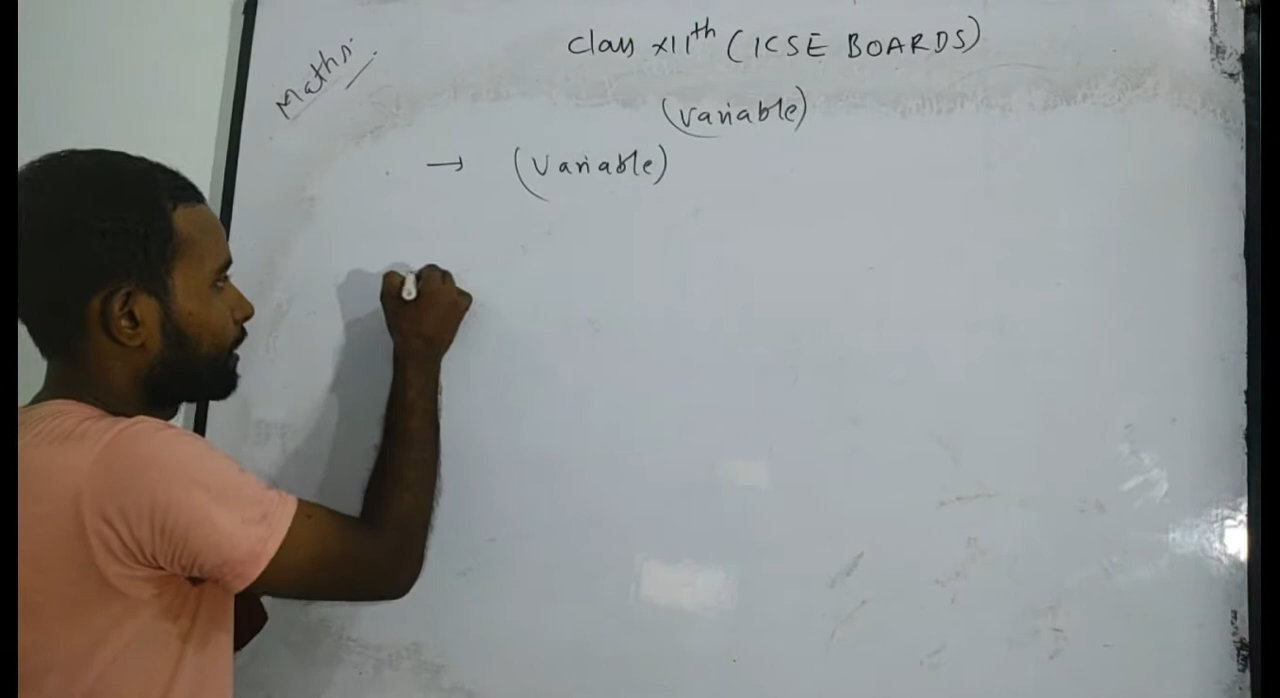 Maths:
Class XIIth (ICSE BOARDS)
(variable)
→ (variable)